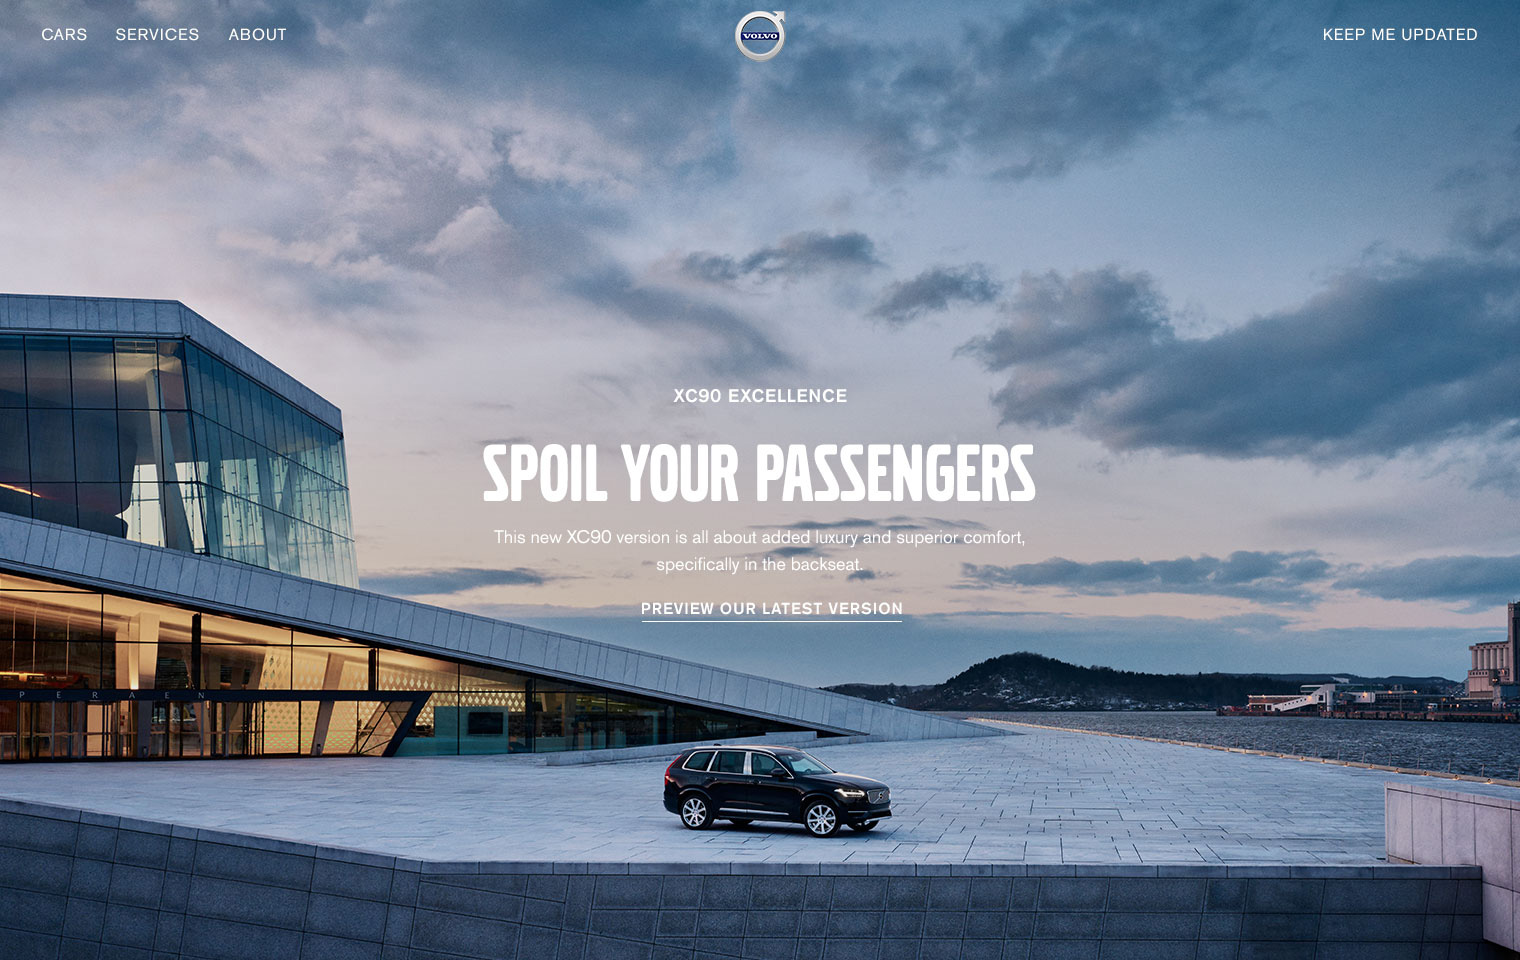 CARS SERVICES ABOUT VOLVO KEEP ME UPDATED
XC90 EXCELLENCE
SPOIL YOUR PASSENGERS
This new XC90 version is all about added luxury and superior comfort,
specifically in the backseat.
PREVIEW OUR LATEST VERSION
PERAEN